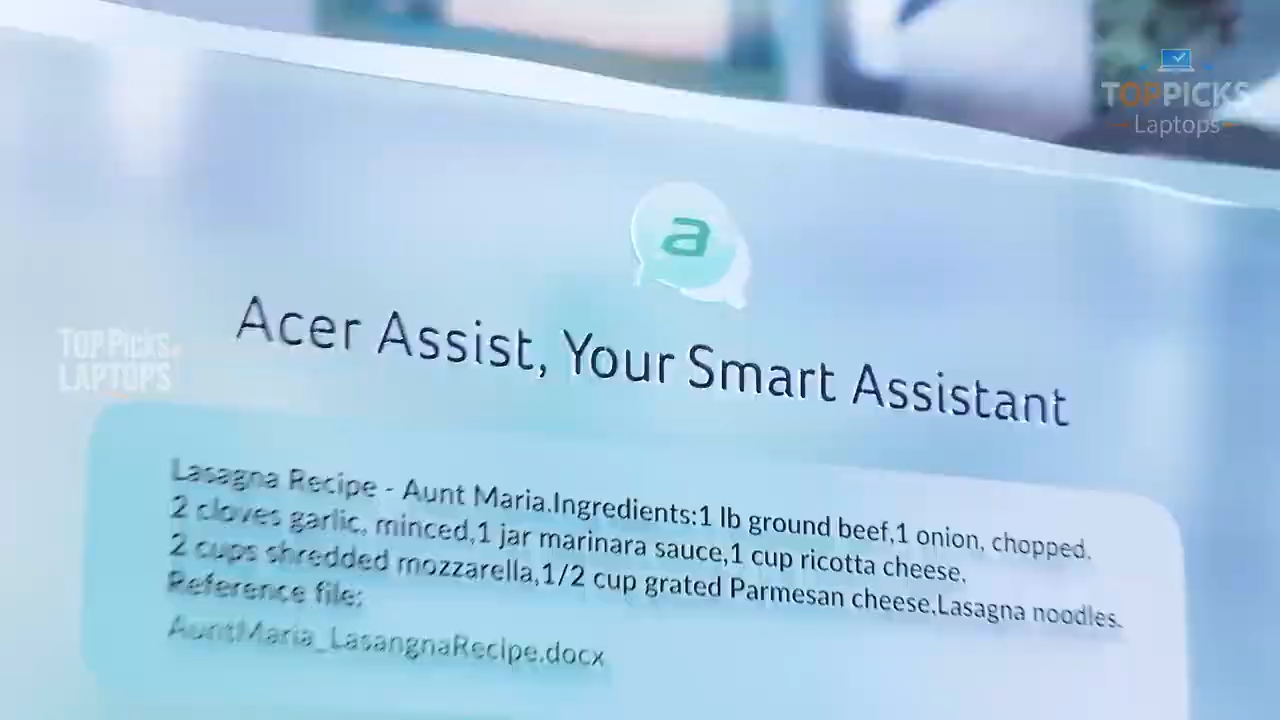 TOPPICKS
Laptops
a
Acer Assist, Your Smart Assistant
TOP PICKS
LAPTOPS
Lasagna Recipe - Aunt Maria.Ingredients:1 lb ground beef,1 onion, chopped.
2 cloves garlic, minced,1 jar marinara sauce,1 cup ricotta cheese.
2 cups shredded mozzarella,1/2 cup grated Parmesan cheese.Lasagna noodles.
Reference file:
AuntMaria_LasangnaRecipe.docx